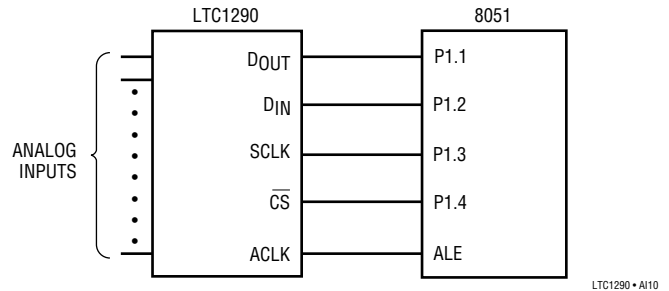 LTC1290 8051
DOUT P1.1
DIN P1.2
SCLK P1.3
ANALOG
INPUTS
CS P1.4
ACLK ALE
LTC1290 • AI10